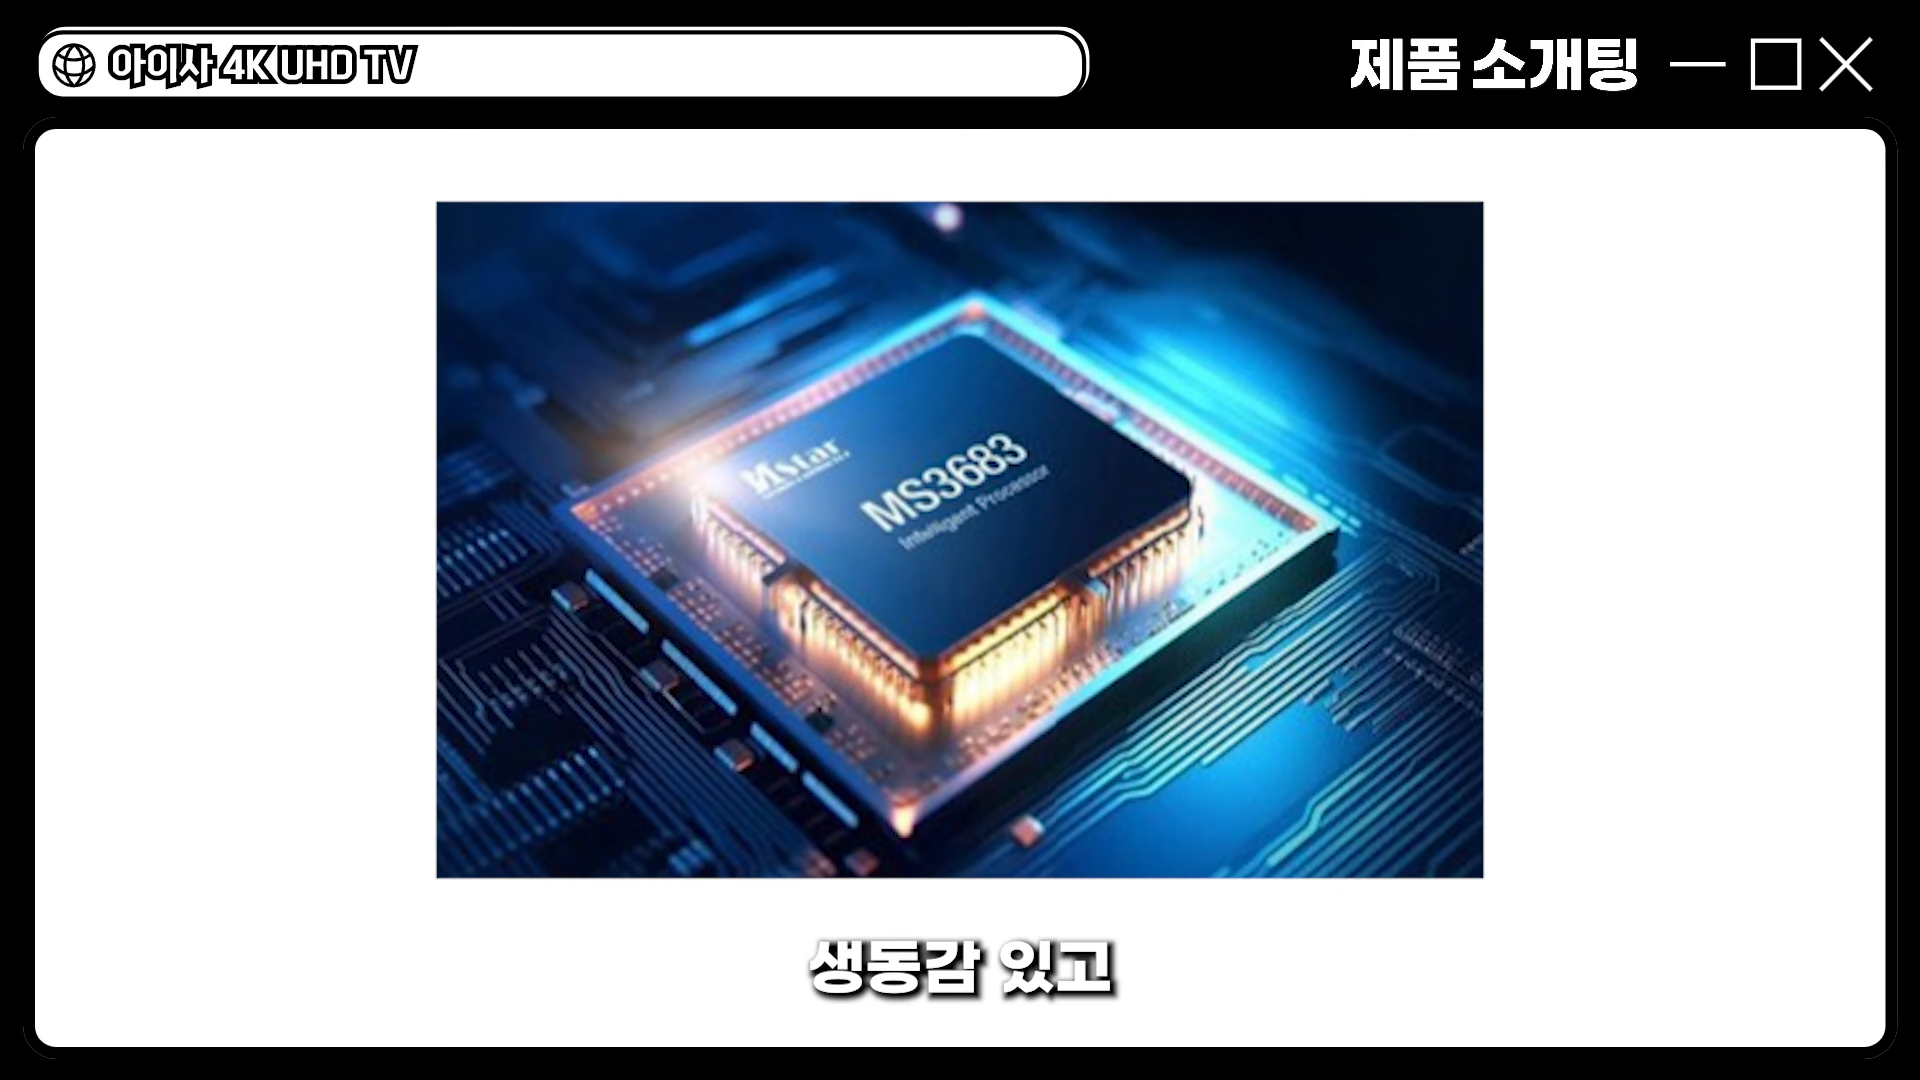 아이사 4K UHD TV
제품 소개팅
Mstar
MS3683
Intelligent Processor
생동감 있고